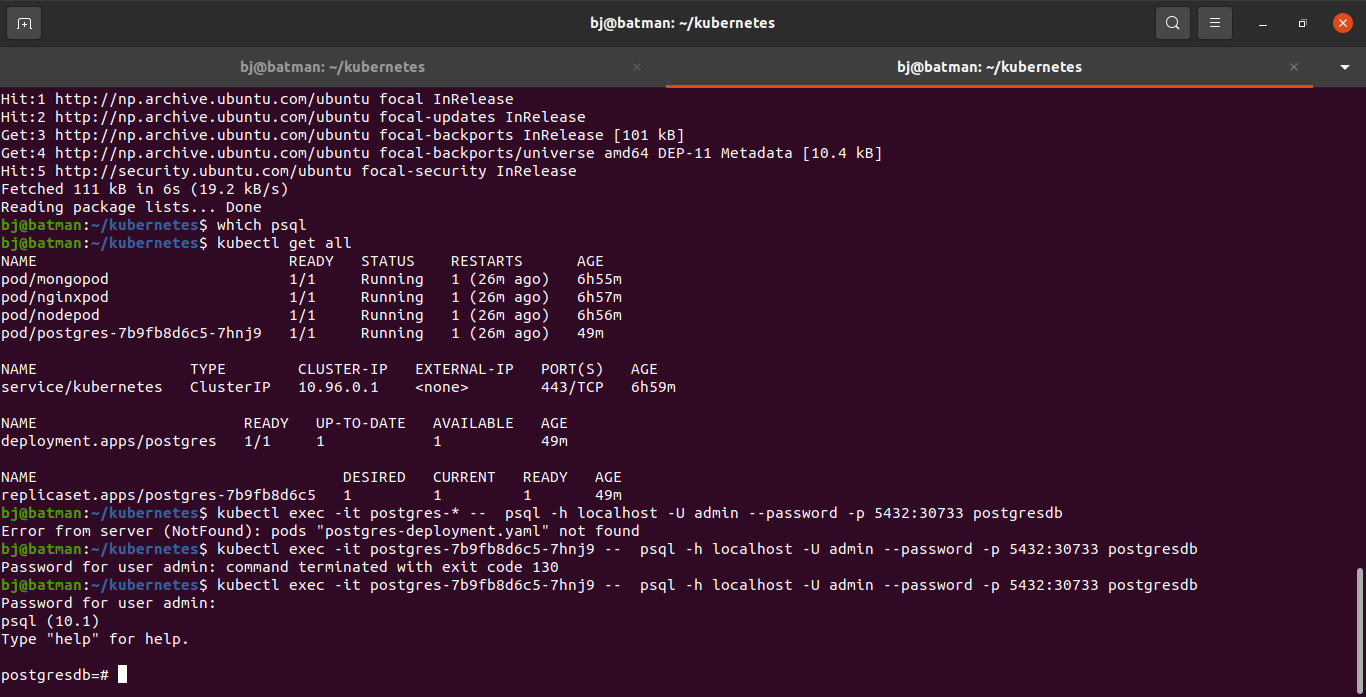 bj@batman: ~/kubernetes
bj@batman: ~/kubernetes
bj@batman: ~/kubernetes
Hit:1 http://np.archive.ubuntu.com/ubuntu focal InRelease
Hit:2 http://np.archive.ubuntu.com/ubuntu focal-updates InRelease
Get:3 http://np.archive.ubuntu.com/ubuntu focal-backports InRelease [101 kB]
Get:4 http://np.archive.ubuntu.com/ubuntu focal-backports/universe amd64 DEP-11 Metadata [10.4 kB]
Hit:5 http://security.ubuntu.com/ubuntu focal-security InRelease
Fetched 111 kB in 6s (19.2 kB/s)
Reading package lists... Done
bj@batman:~/kubernetes$ which psql
bj@batman:~/kubernetes$ kubectl get all
NAME                            READY   STATUS    RESTARTS      AGE
pod/mongopod                    1/1     Running   1 (26m ago)   6h55m
pod/nginxpod                    1/1     Running   1 (26m ago)   6h57m
pod/nodepod                     1/1     Running   1 (26m ago)   6h56m
pod/postgres-7b9fb8d6c5-7hnj9   1/1     Running   1 (26m ago)   49m

NAME                 TYPE        CLUSTER-IP   EXTERNAL-IP   PORT(S)   AGE
service/kubernetes   ClusterIP   10.96.0.1    <none>        443/TCP   6h59m

NAME                       READY   UP-TO-DATE   AVAILABLE   AGE
deployment.apps/postgres   1/1     1            1           49m

NAME                                  DESIRED   CURRENT   READY   AGE
replicaset.apps/postgres-7b9fb8d6c5   1         1         1       49m
bj@batman:~/kubernetes$ kubectl exec -it postgres-* --  psql -h localhost -U admin --password -p 5432:30733 postgresdb
Error from server (NotFound): pods "postgres-deployment.yaml" not found
bj@batman:~/kubernetes$ kubectl exec -it postgres-7b9fb8d6c5-7hnj9 --  psql -h localhost -U admin --password -p 5432:30733 postgresdb
Password for user admin: command terminated with exit code 130
bj@batman:~/kubernetes$ kubectl exec -it postgres-7b9fb8d6c5-7hnj9 --  psql -h localhost -U admin --password -p 5432:30733 postgresdb
Password for user admin:
psql (10.1)
Type "help" for help.

postgresdb=#